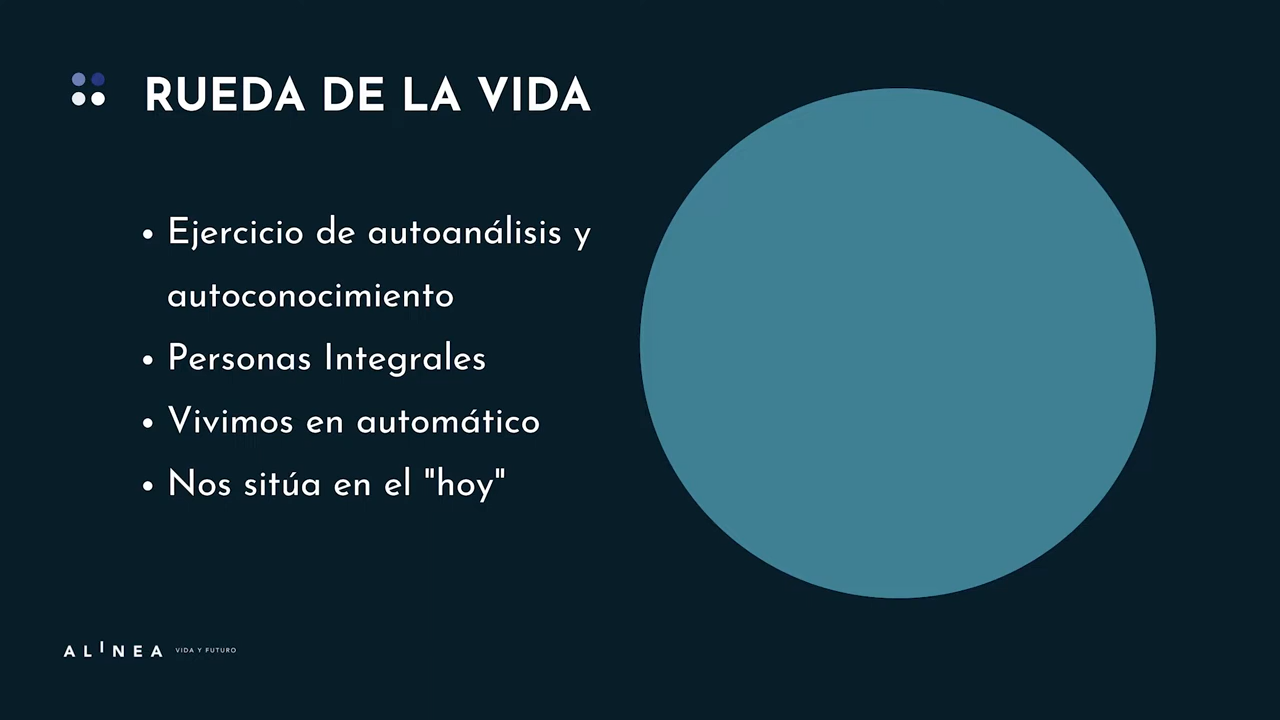 RUEDA DE LA VIDA
• Ejercicio de autoanálisis y
autoconocimiento
• Personas Integrales
• Vivimos en automático
• Nos sitúa en el "hoy"
ALINEA VIDA Y FUTURO